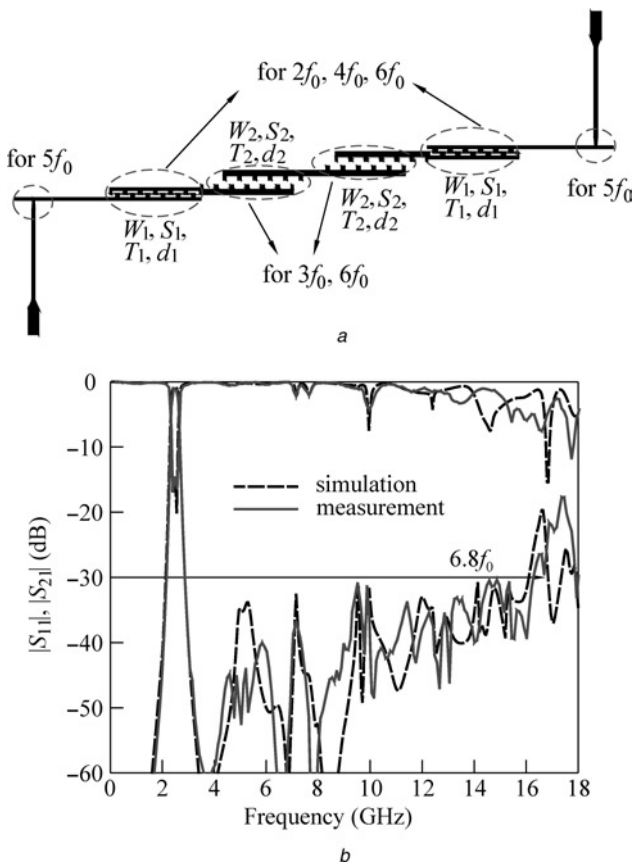 for 2f₀, 4f₀, 6f₀
W₂, S₂,
T₂, d₂
for 5f₀
W₁, S₁,
T₁, d₁
W₂, S₂,
T₂, d₂
W₁, S₁,
T₁, d₁
for 5f₀
for 3f₀, 6f₀
a
0
−10
−20
−30
−40
−50
−60
|S₁₁|, |S₂₁| (dB)
simulation
measurement
6.8f₀
0 2 4 6 8 10 12 14 16 18
Frequency (GHz)
b